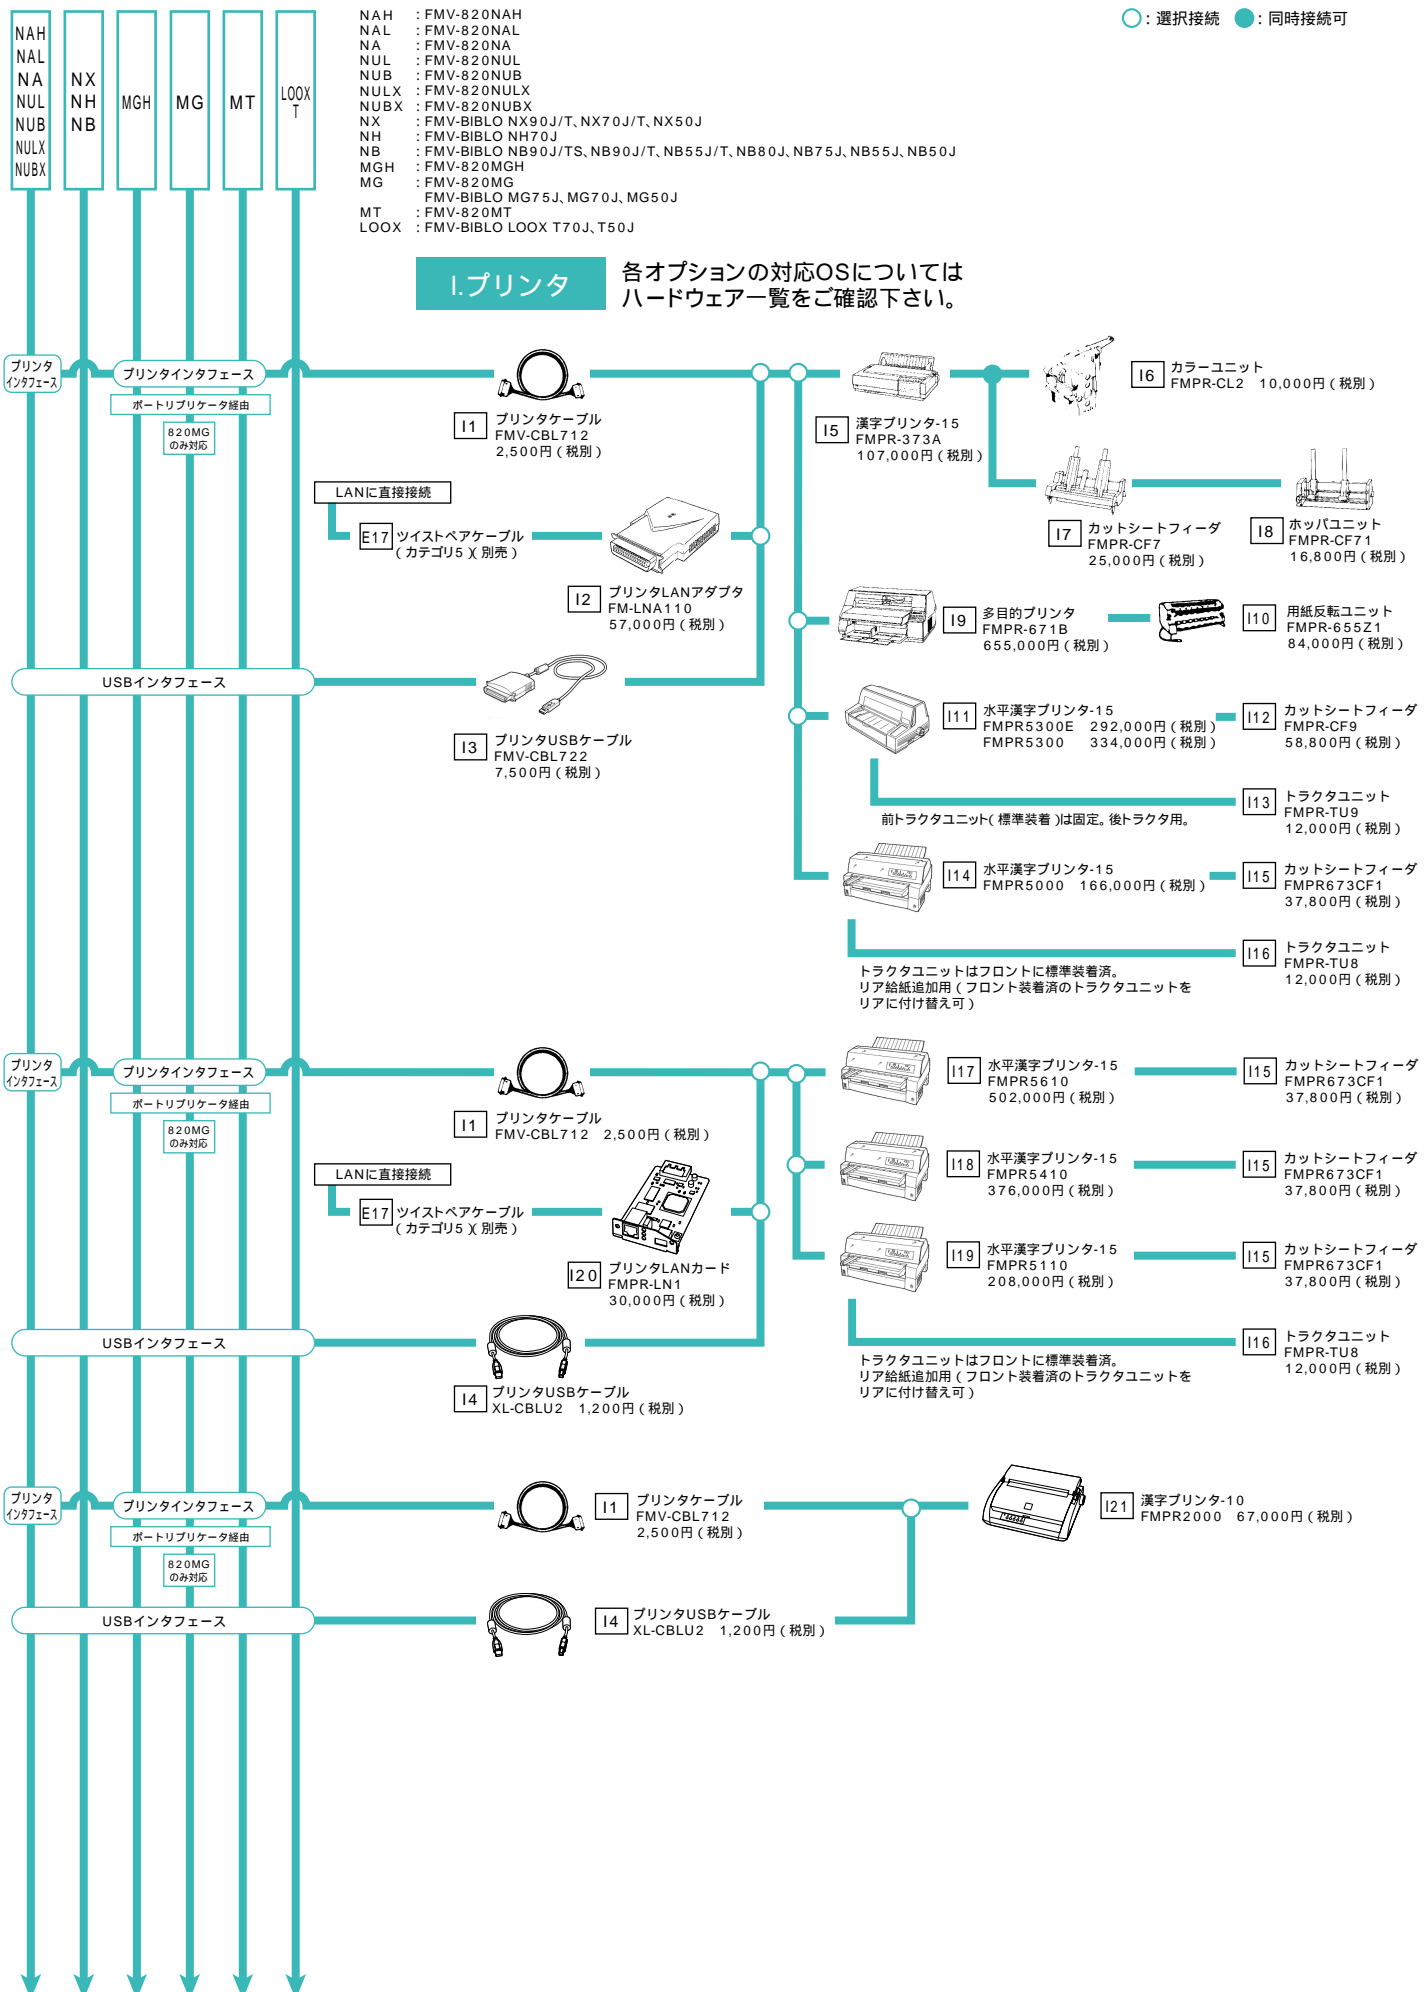 NAH
NAL
NA
NUL
NUB
NULX
NUBX
NX
NH
NB
MGH
MG
MT
LOOX
T
NAH : FMV-820NAH
NAL : FMV-820NAL
NA : FMV-820NA
NUL : FMV-820NUL
NUB : FMV-820NUB
NULX : FMV-820NULX
NUBX : FMV-820NUBX
NX : FMV-BIBLO NX90J/T、NX70J/T、NX50J
NH : FMV-BIBLO NH70J
NB : FMV-BIBLO NB90J/TS、NB90J/T、NB55J/T、NB80J、NB75J、NB55J、NB50J
MGH : FMV-820MGH
MG : FMV-820MG
FMV-BIBLO MG75J、MG70J、MG50J
MT : FMV-820MT
LOOX : FMV-BIBLO LOOX T70J、T50J
○：選択接続 ●：同時接続可
I.プリンタ
各オプションの対応OSについては
ハードウェア一覧をご確認下さい。
プリンタ
インタフェース
プリンタインタフェース
ポートリプリケータ経由
820MG
のみ対応
I1 プリンタケーブル
FMV-CBL712
2,500円（税別）
LANに直接接続
E17 ツイストペアケーブル
（カテゴリ5）（別売）
I2 プリンタLANアダプタ
FM-LNA110
57,000円（税別）
USBインタフェース
I3 プリンタUSBケーブル
FMV-CBL722
7,500円（税別）
I5 漢字プリンタ-15
FMPR-373A
107,000円（税別）
I6 カラーユニット
FMPR-CL2 10,000円（税別）
I7 カットシートフィーダ
FMPR-CF7
25,000円（税別）
I8 ホッパユニット
FMPR-CF71
16,800円（税別）
I9 多目的プリンタ
FMPR-671B
655,000円（税別）
I10 用紙反転ユニット
FMPR-655Z1
84,000円（税別）
I11 水平漢字プリンタ-15
FMPR5300E 292,000円（税別）
FMPR5300 334,000円（税別）
I12 カットシートフィーダ
FMPR-CF9
58,800円（税別）
I13 トラクタユニット
FMPR-TU9
12,000円（税別）
前トラクタユニット（標準装着）は固定。後トラクタ用。
I14 水平漢字プリンタ-15
FMPR5000 166,000円（税別）
I15 カットシートフィーダ
FMPR673CF1
37,800円（税別）
I16 トラクタユニット
FMPR-TU8
12,000円（税別）
トラクタユニットはフロントに標準装着済。
リア給紙追加用（フロント装着済のトラクタユニットを
リアに付け替え可）
プリンタ
インタフェース
プリンタインタフェース
ポートリプリケータ経由
820MG
のみ対応
I1 プリンタケーブル
FMV-CBL712 2,500円（税別）
LANに直接接続
E17 ツイストペアケーブル
（カテゴリ5）（別売）
I20 プリンタLANカード
FMPR-LN1
30,000円（税別）
USBインタフェース
I4 プリンタUSBケーブル
XL-CBLU2 1,200円（税別）
I17 水平漢字プリンタ-15
FMPR5610
502,000円（税別）
I15 カットシートフィーダ
FMPR673CF1
37,800円（税別）
I18 水平漢字プリンタ-15
FMPR5410
376,000円（税別）
I15 カットシートフィーダ
FMPR673CF1
37,800円（税別）
I19 水平漢字プリンタ-15
FMPR5110
208,000円（税別）
I15 カットシートフィーダ
FMPR673CF1
37,800円（税別）
I16 トラクタユニット
FMPR-TU8
12,000円（税別）
トラクタユニットはフロントに標準装着済。
リア給紙追加用（フロント装着済のトラクタユニットを
リアに付け替え可）
プリンタ
インタフェース
プリンタインタフェース
ポートリプリケータ経由
820MG
のみ対応
I1 プリンタケーブル
FMV-CBL712
2,500円（税別）
I21 漢字プリンタ-10
FMPR2000 67,000円（税別）
USBインタフェース
I4 プリンタUSBケーブル
XL-CBLU2 1,200円（税別）